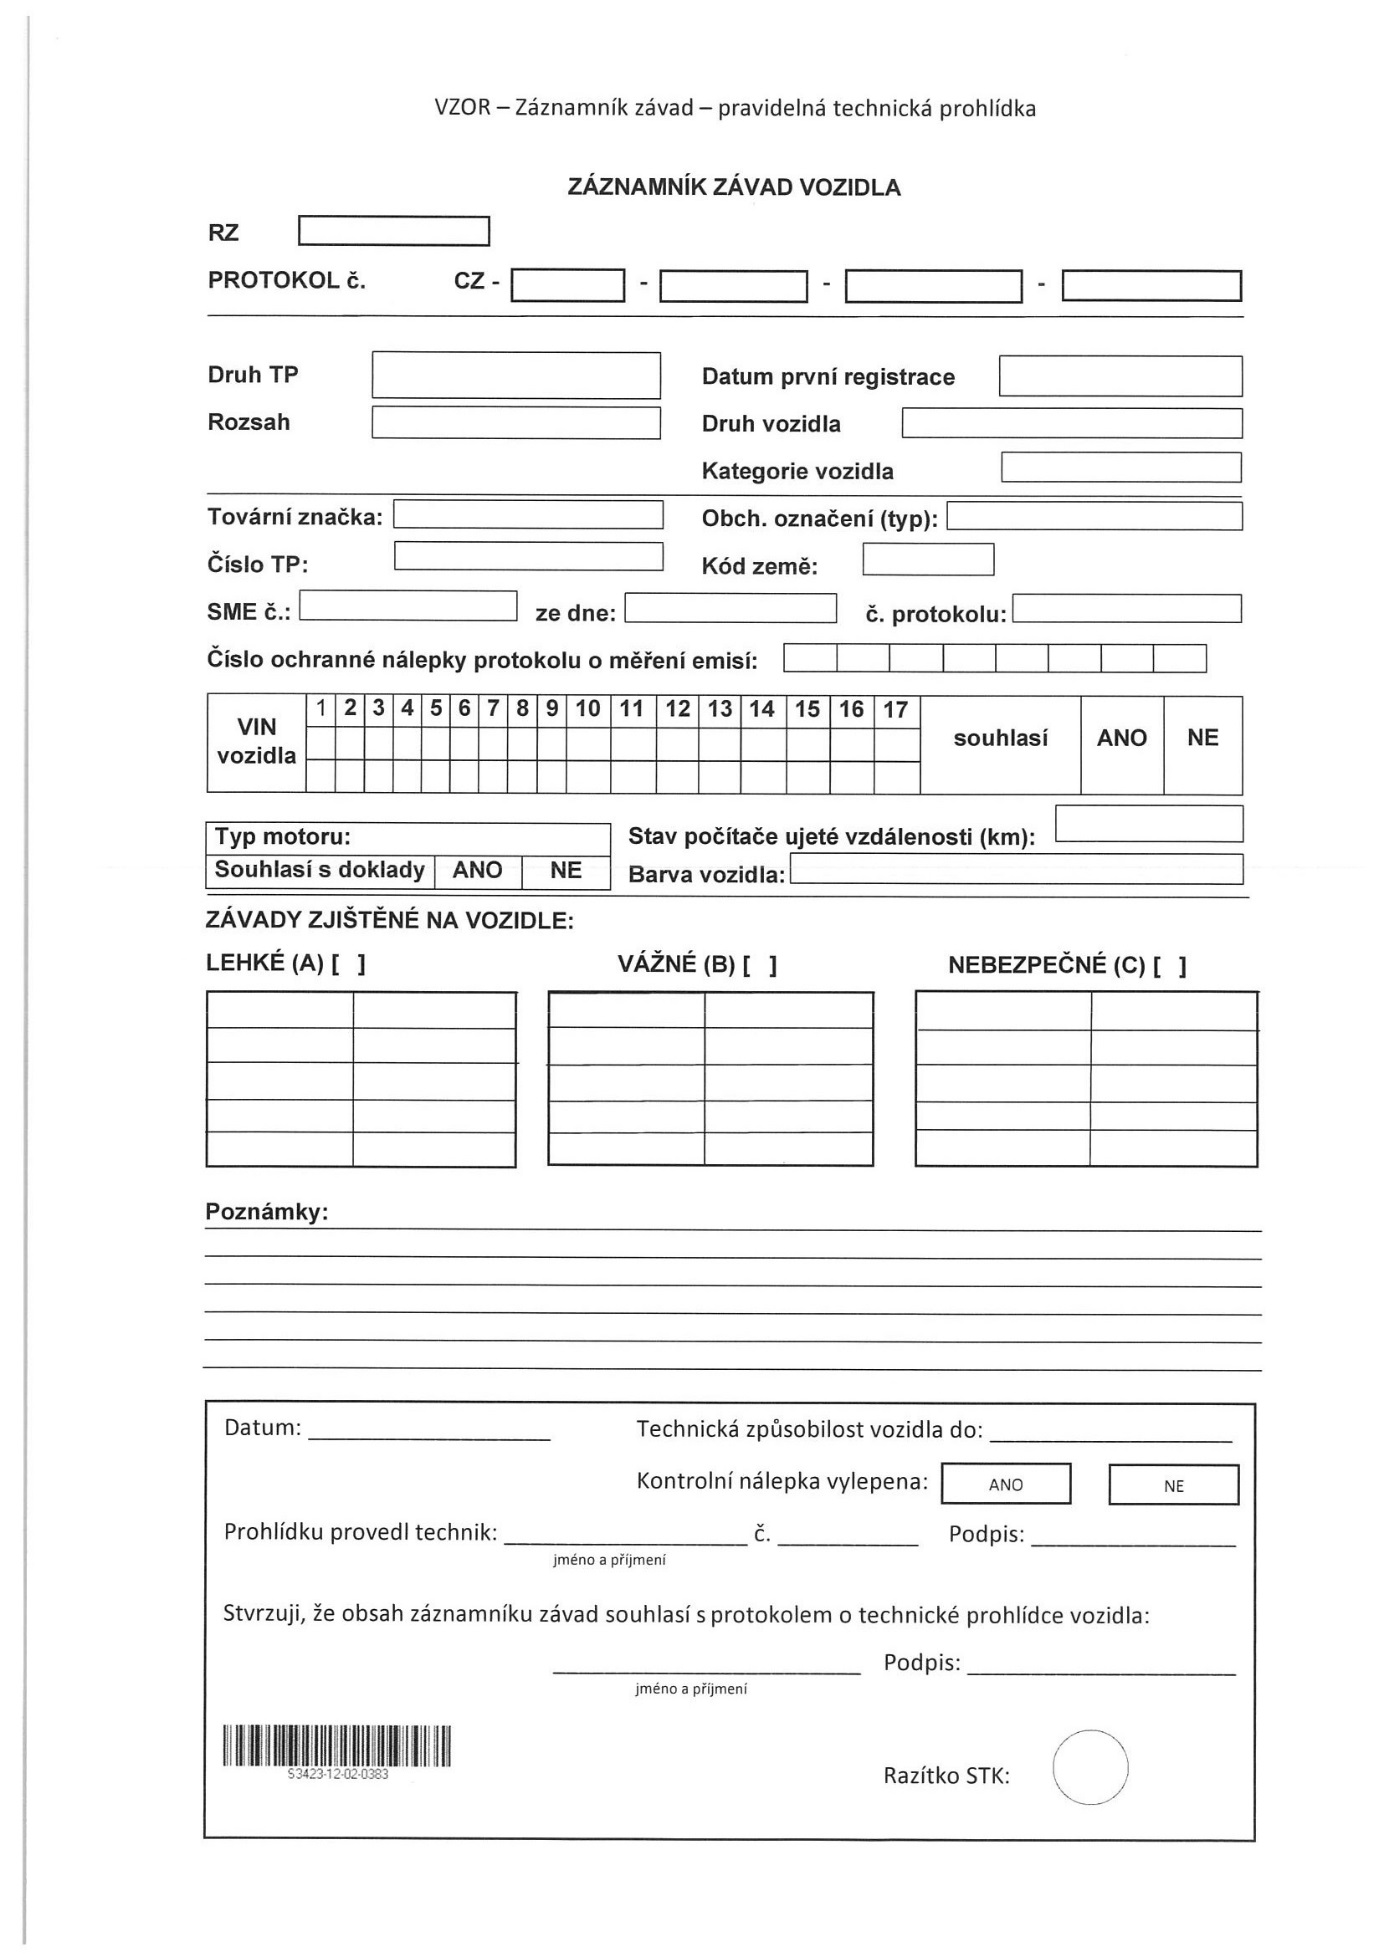 VZOR – Záznamník závad – pravidelná technická prohlídka
ZÁZNAMNÍK ZÁVAD VOZIDLA
RZ
PROTOKOL č. CZ - - - -
Druh TP Datum první registrace
Rozsah Druh vozidla
Kategorie vozidla
Tovární značka: Obch. označení (typ):
Číslo TP: Kód země:
SME č.: ze dne: č. protokolu:
Číslo ochranné nálepky protokolu o měření emisí:
1 2 3 4 5 6 7 8 9 10 11 12 13 14 15 16 17
VIN vozidla souhlasí ANO NE
Typ motoru: Stav počítače ujeté vzdálenosti (km):
Souhlasí s doklady ANO NE Barva vozidla:
ZÁVADY ZJIŠTĚNÉ NA VOZIDLE:
LEHKÉ (A) [ ] VÁŽNÉ (B) [ ] NEBEZPEČNÉ (C) [ ]
Poznámky:
Datum: Technická způsobilost vozidla do:
Kontrolní nálepka vylepena: ANO NE
Prohlídku provedl technik: č. Podpis:
jméno a příjmení
Stvrzuji, že obsah záznamníku závad souhlasí s protokolem o technické prohlídce vozidla:
Podpis:
jméno a příjmení
S3423-12-02-0383
Razítko STK: